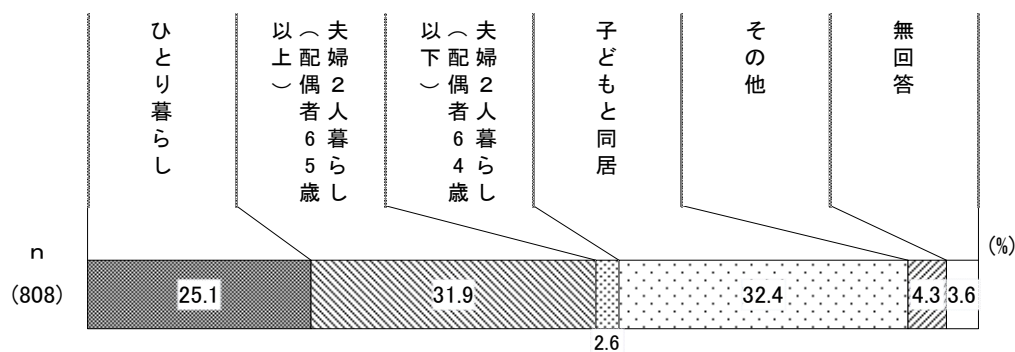 ひとり暮らし
夫婦２人暮らし
（配偶者６５歳
以上）
夫婦２人暮らし
（配偶者６４歳
以下）
子どもと同居
その他
無回答
ｎ
(808)
25.1
31.9
2.6
32.4
4.3
3.6
(%)